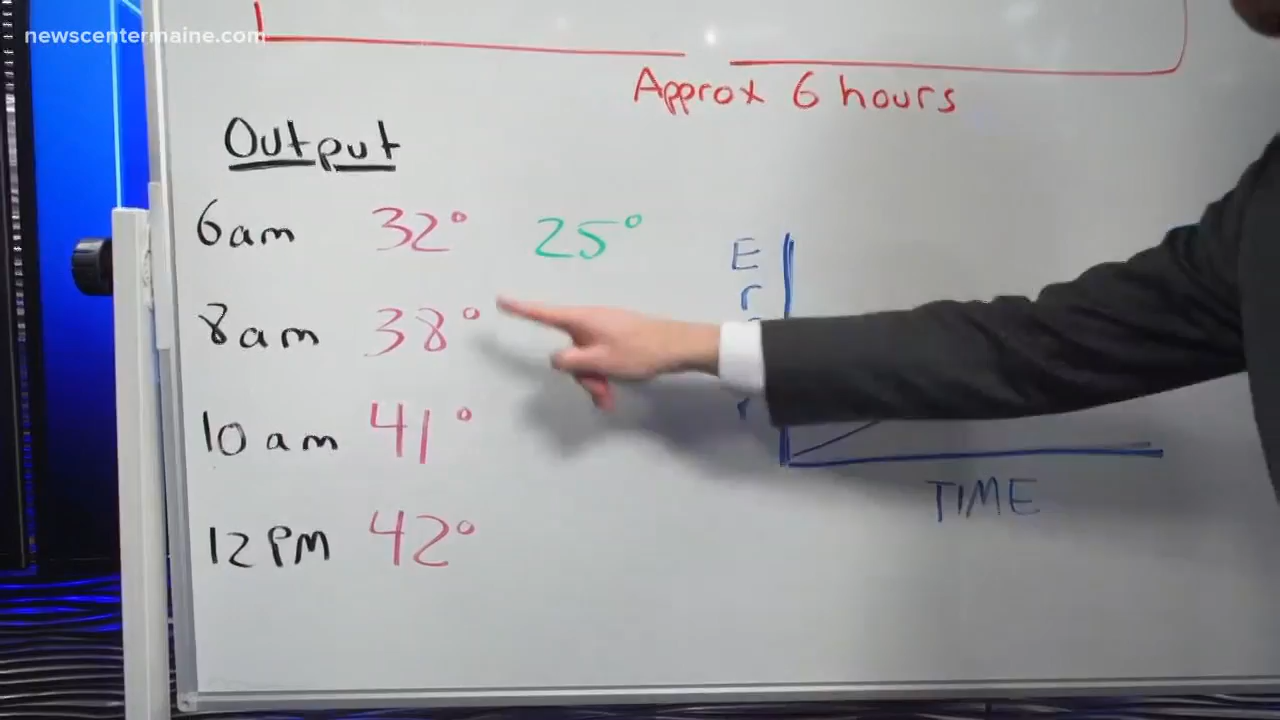 newscentermaine.com
Approx 6 hours
Output
6am 32° 25°
8am 38°
10 am 41°
12 PM 42°
E
r
r
TIME